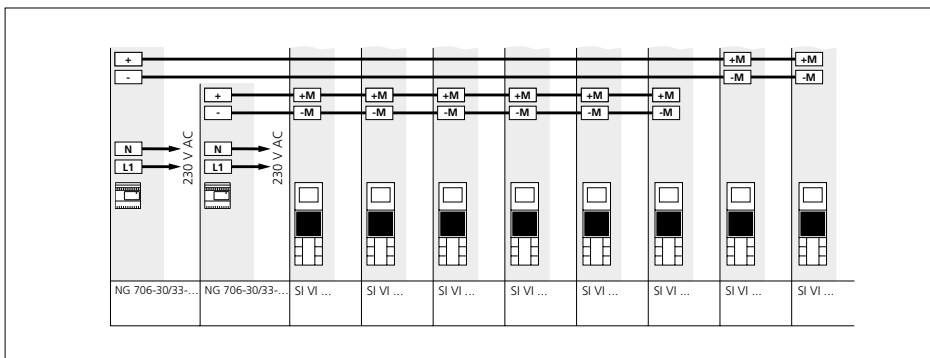 + +M +M
- -M -M
+ +M +M +M +M +M +M
- -M -M -M -M -M -M
N N
L1 L1
230 V AC 230 V AC
NG 706-30/33-... NG 706-30/33-... SI VI ... SI VI ... SI VI ... SI VI ... SI VI ... SI VI ... SI VI ... SI VI ...